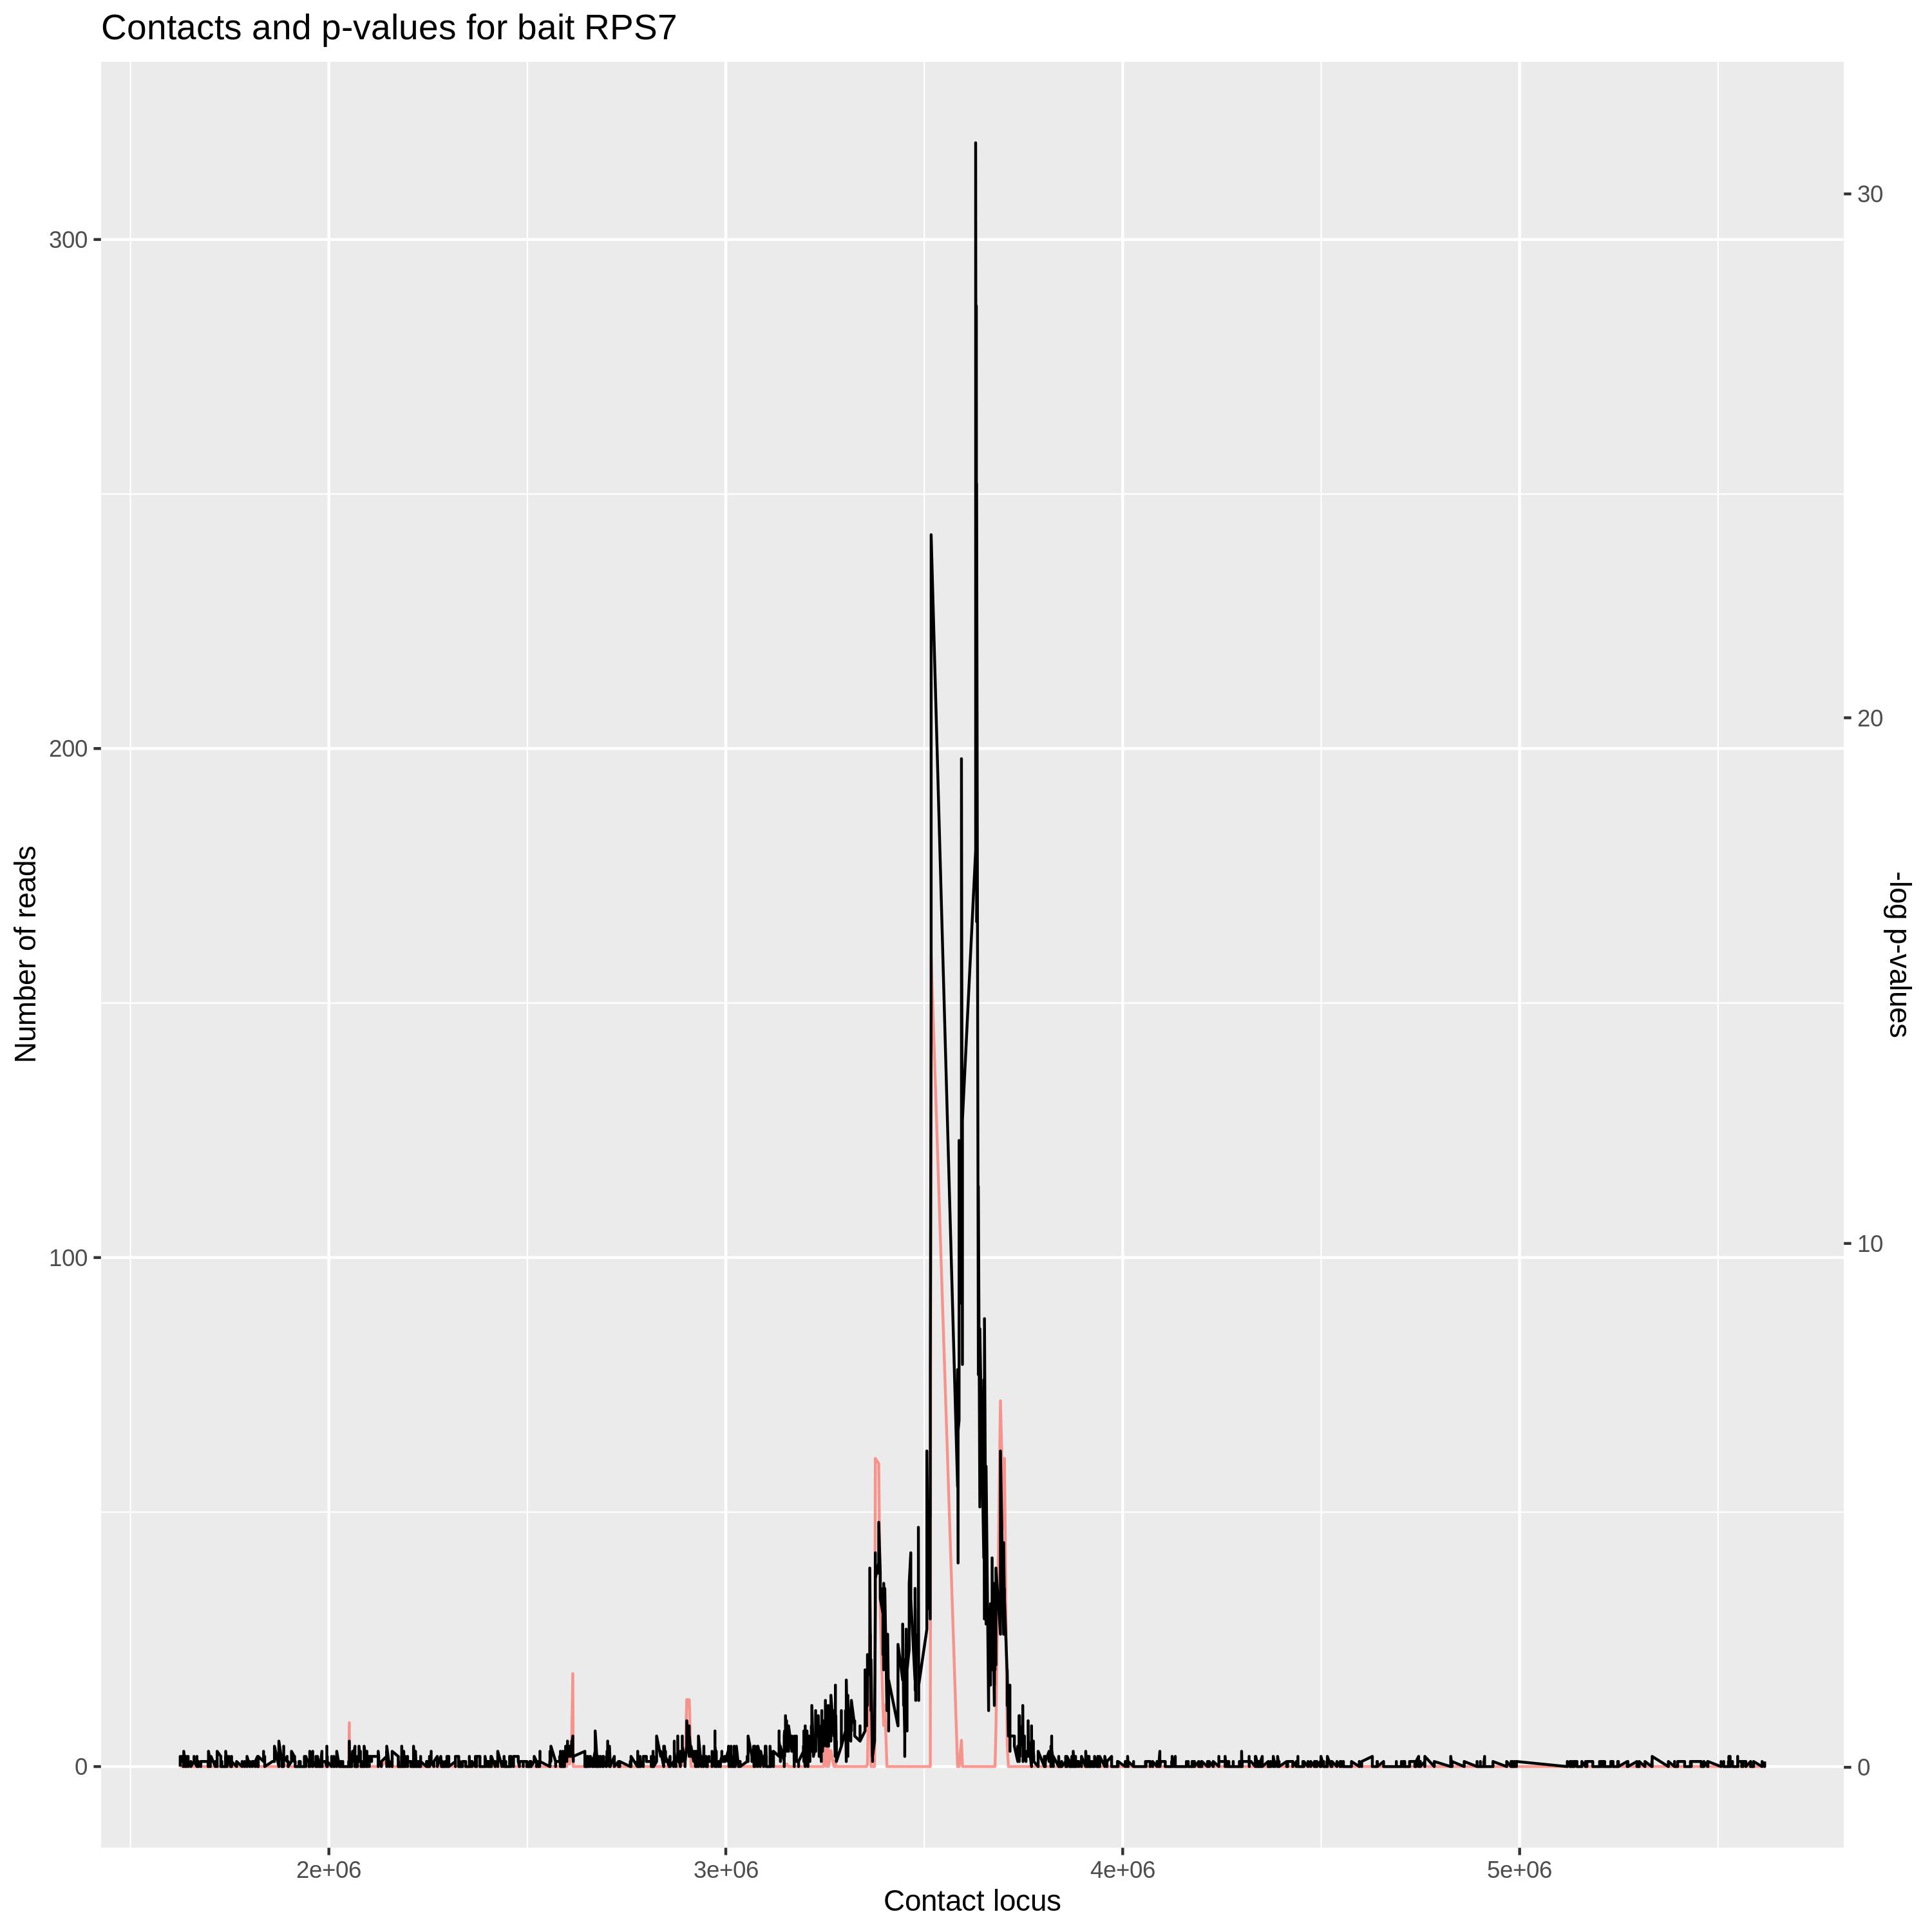 Contacts and p-values for bait RPS7
300
200
100
0
Number of reads
30
20
10
0
-log p-values
2e+06
3e+06
4e+06
5e+06
Contact locus